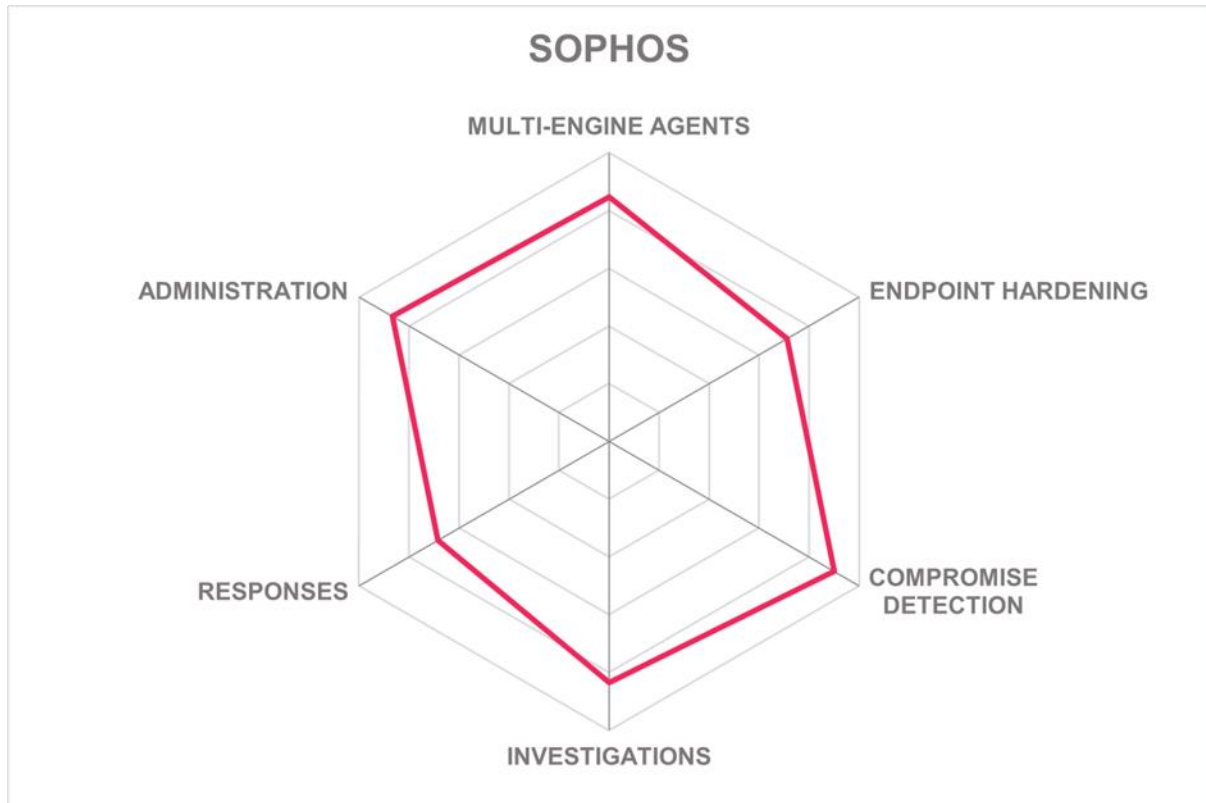 SOPHOS
MULTI-ENGINE AGENTS
ADMINISTRATION
ENDPOINT HARDENING
RESPONSES
COMPROMISE
DETECTION
INVESTIGATIONS